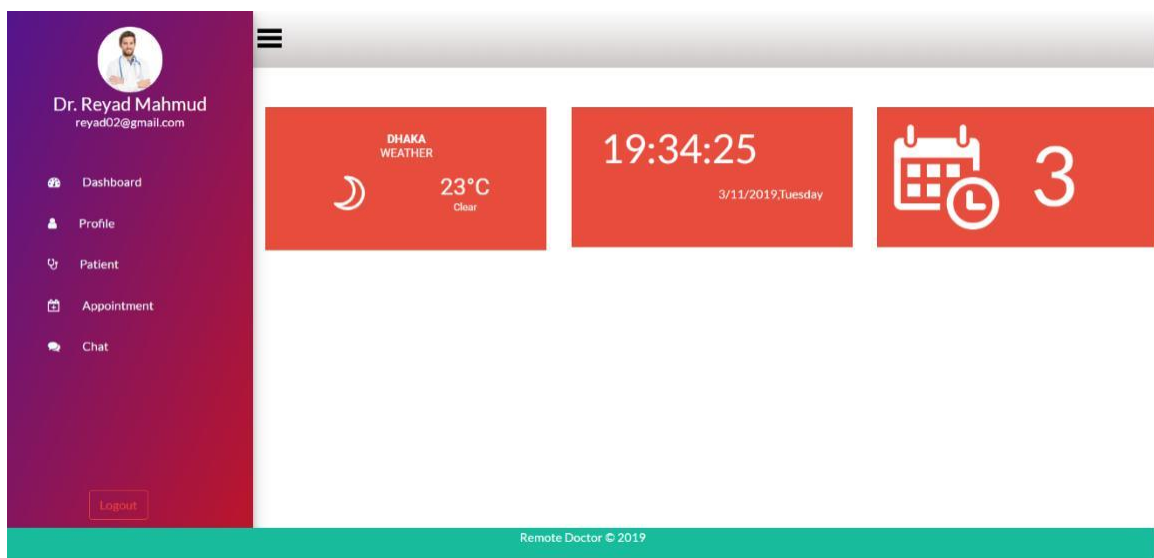 Dr. Reyad Mahmud
reyad02@gmail.com
Dashboard
Profile
Patient
Appointment
Chat
Logout
DHAKA
WEATHER
23°C
Clear
19:34:25
3/11/2019,Tuesday
3
Remote Doctor © 2019